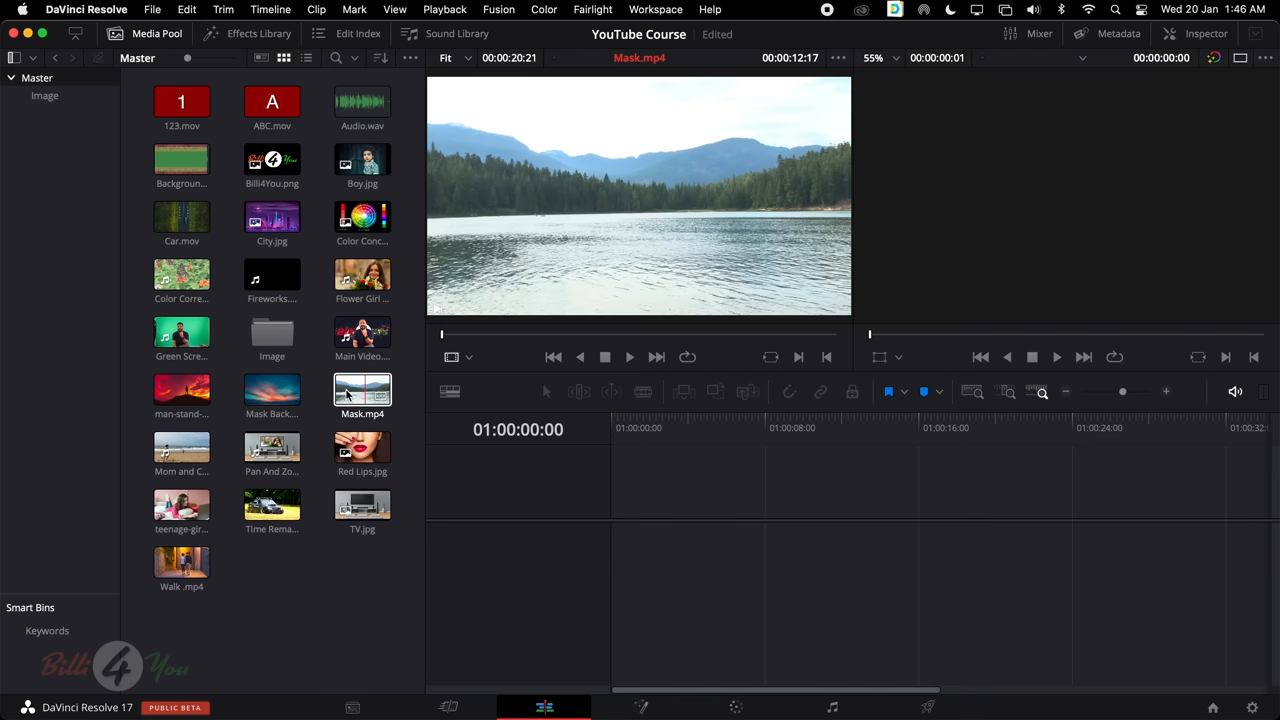 DaVinci Resolve File Edit Trim Timeline Clip Mark View Playback Fusion Color Fairlight Workspace Help Wed 20 Jan 1:46 AM
Media Pool Effects Library Edit Index Sound Library YouTube Course Edited Mixer Metadata Inspector
Master Fit 00:00:20:21 Mask.mp4 00:00:12:17 55% 00:00:00:01 00:00:00:00
Master
Image
1 A
123.mov ABC.mov Audio.wav
Billi 4 You
Backgroun... Billi4You.png Boy.jpg
Car.mov City.jpg Color Conc...
Color Corre... Fireworks.... Flower Girl ...
Green Scre... Image Main Video....
man-stand-... Mask Back.... Mask.mp4
01:00:00:00 01:00:00:00 01:00:08:00 01:00:16:00 01:00:24:00 01:00:32:
Mom and C... Pan And Zo... Red Lips.jpg
teenage-gir... TIme Rema... TV.jpg
Walk .mp4
Smart Bins
Keywords
Billi 4 You
DaVinci Resolve 17 PUBLIC BETA